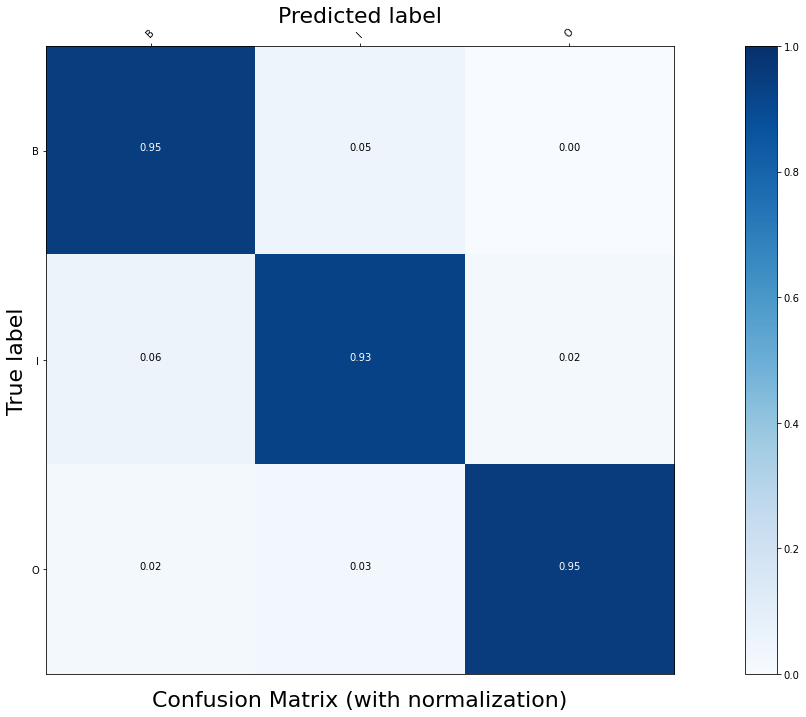 Predicted label
B I O
1.0
B 0.95 0.05 0.00
0.8
0.6
True label
I 0.06 0.93 0.02
0.4
0.2
O 0.02 0.03 0.95
0.0
Confusion Matrix (with normalization)